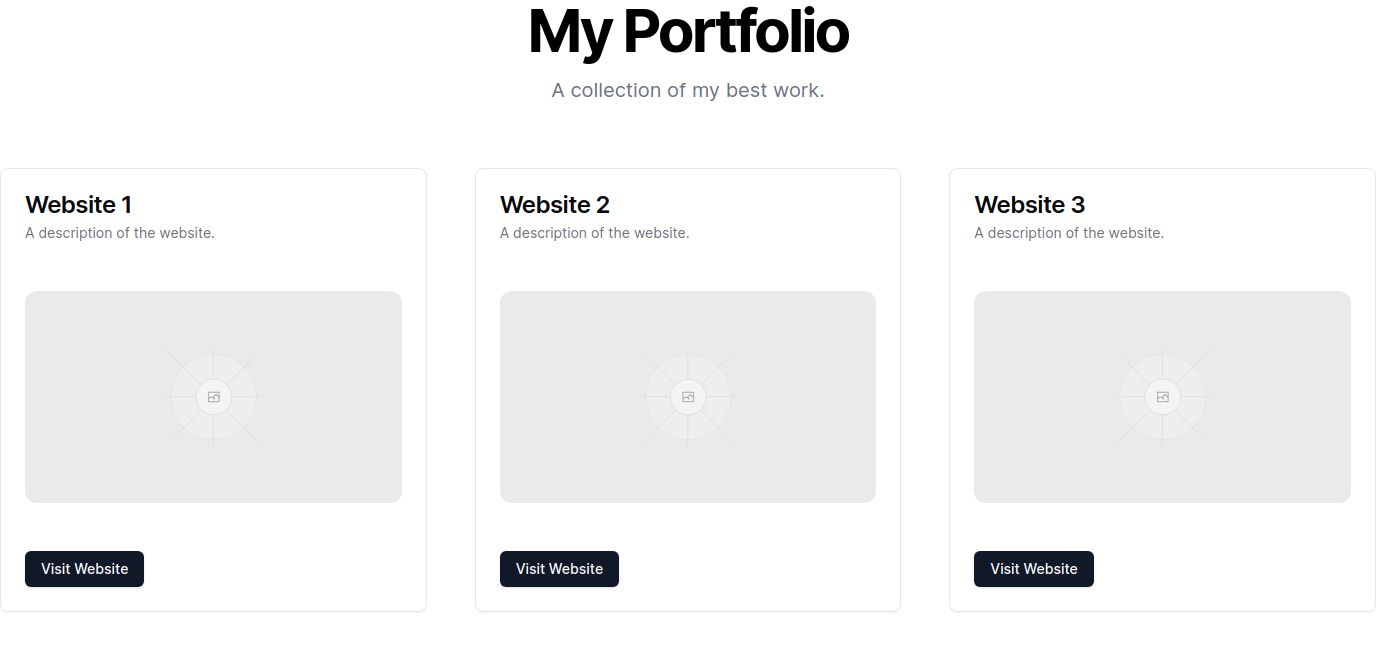 My Portfolio
A collection of my best work.
Website 1
A description of the website.
Visit Website
Website 2
A description of the website.
Visit Website
Website 3
A description of the website.
Visit Website